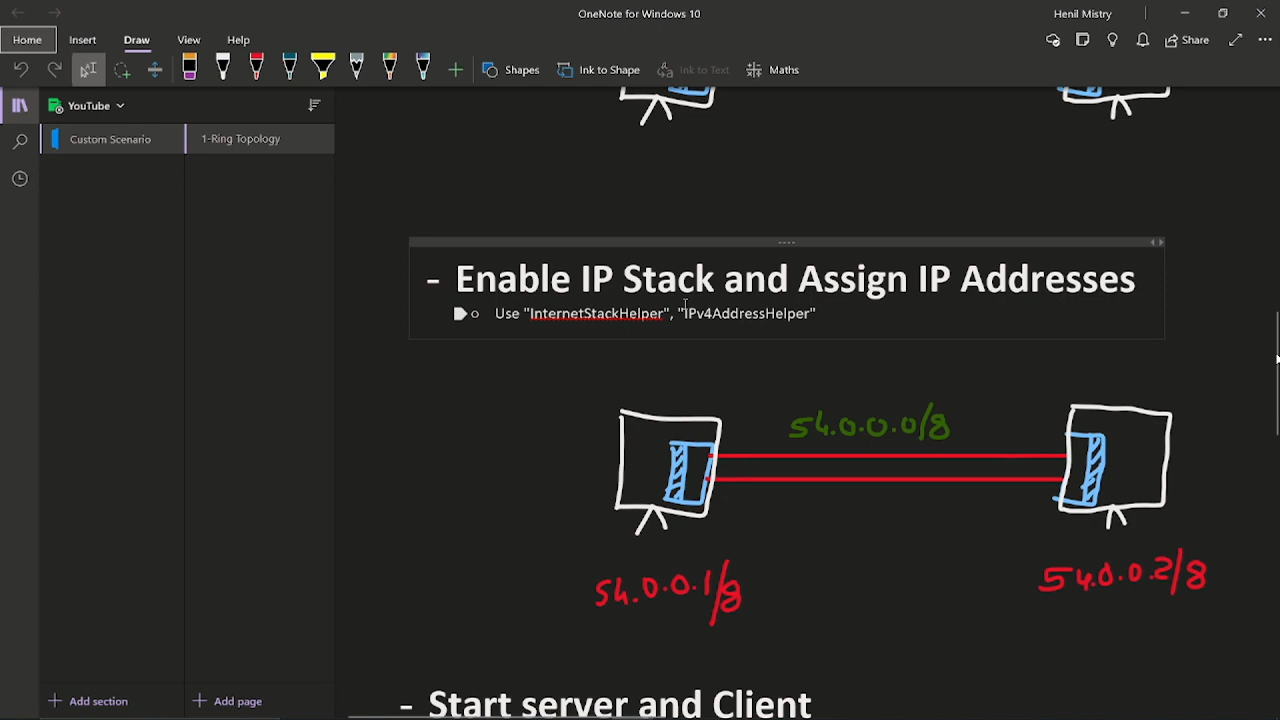 OneNote for Windows 10
Henil Mistry
Home Insert Draw View Help
Share
Shapes Ink to Shape Ink to Text Maths
YouTube
Custom Scenario
1-Ring Topology
- Enable IP Stack and Assign IP Addresses
o Use "InternetStackHelper", "IPv4AddressHelper"
54.0.0.0/8
54.0.0.1/8
54.0.0.2/8
- Start server and Client
+ Add section
+ Add page